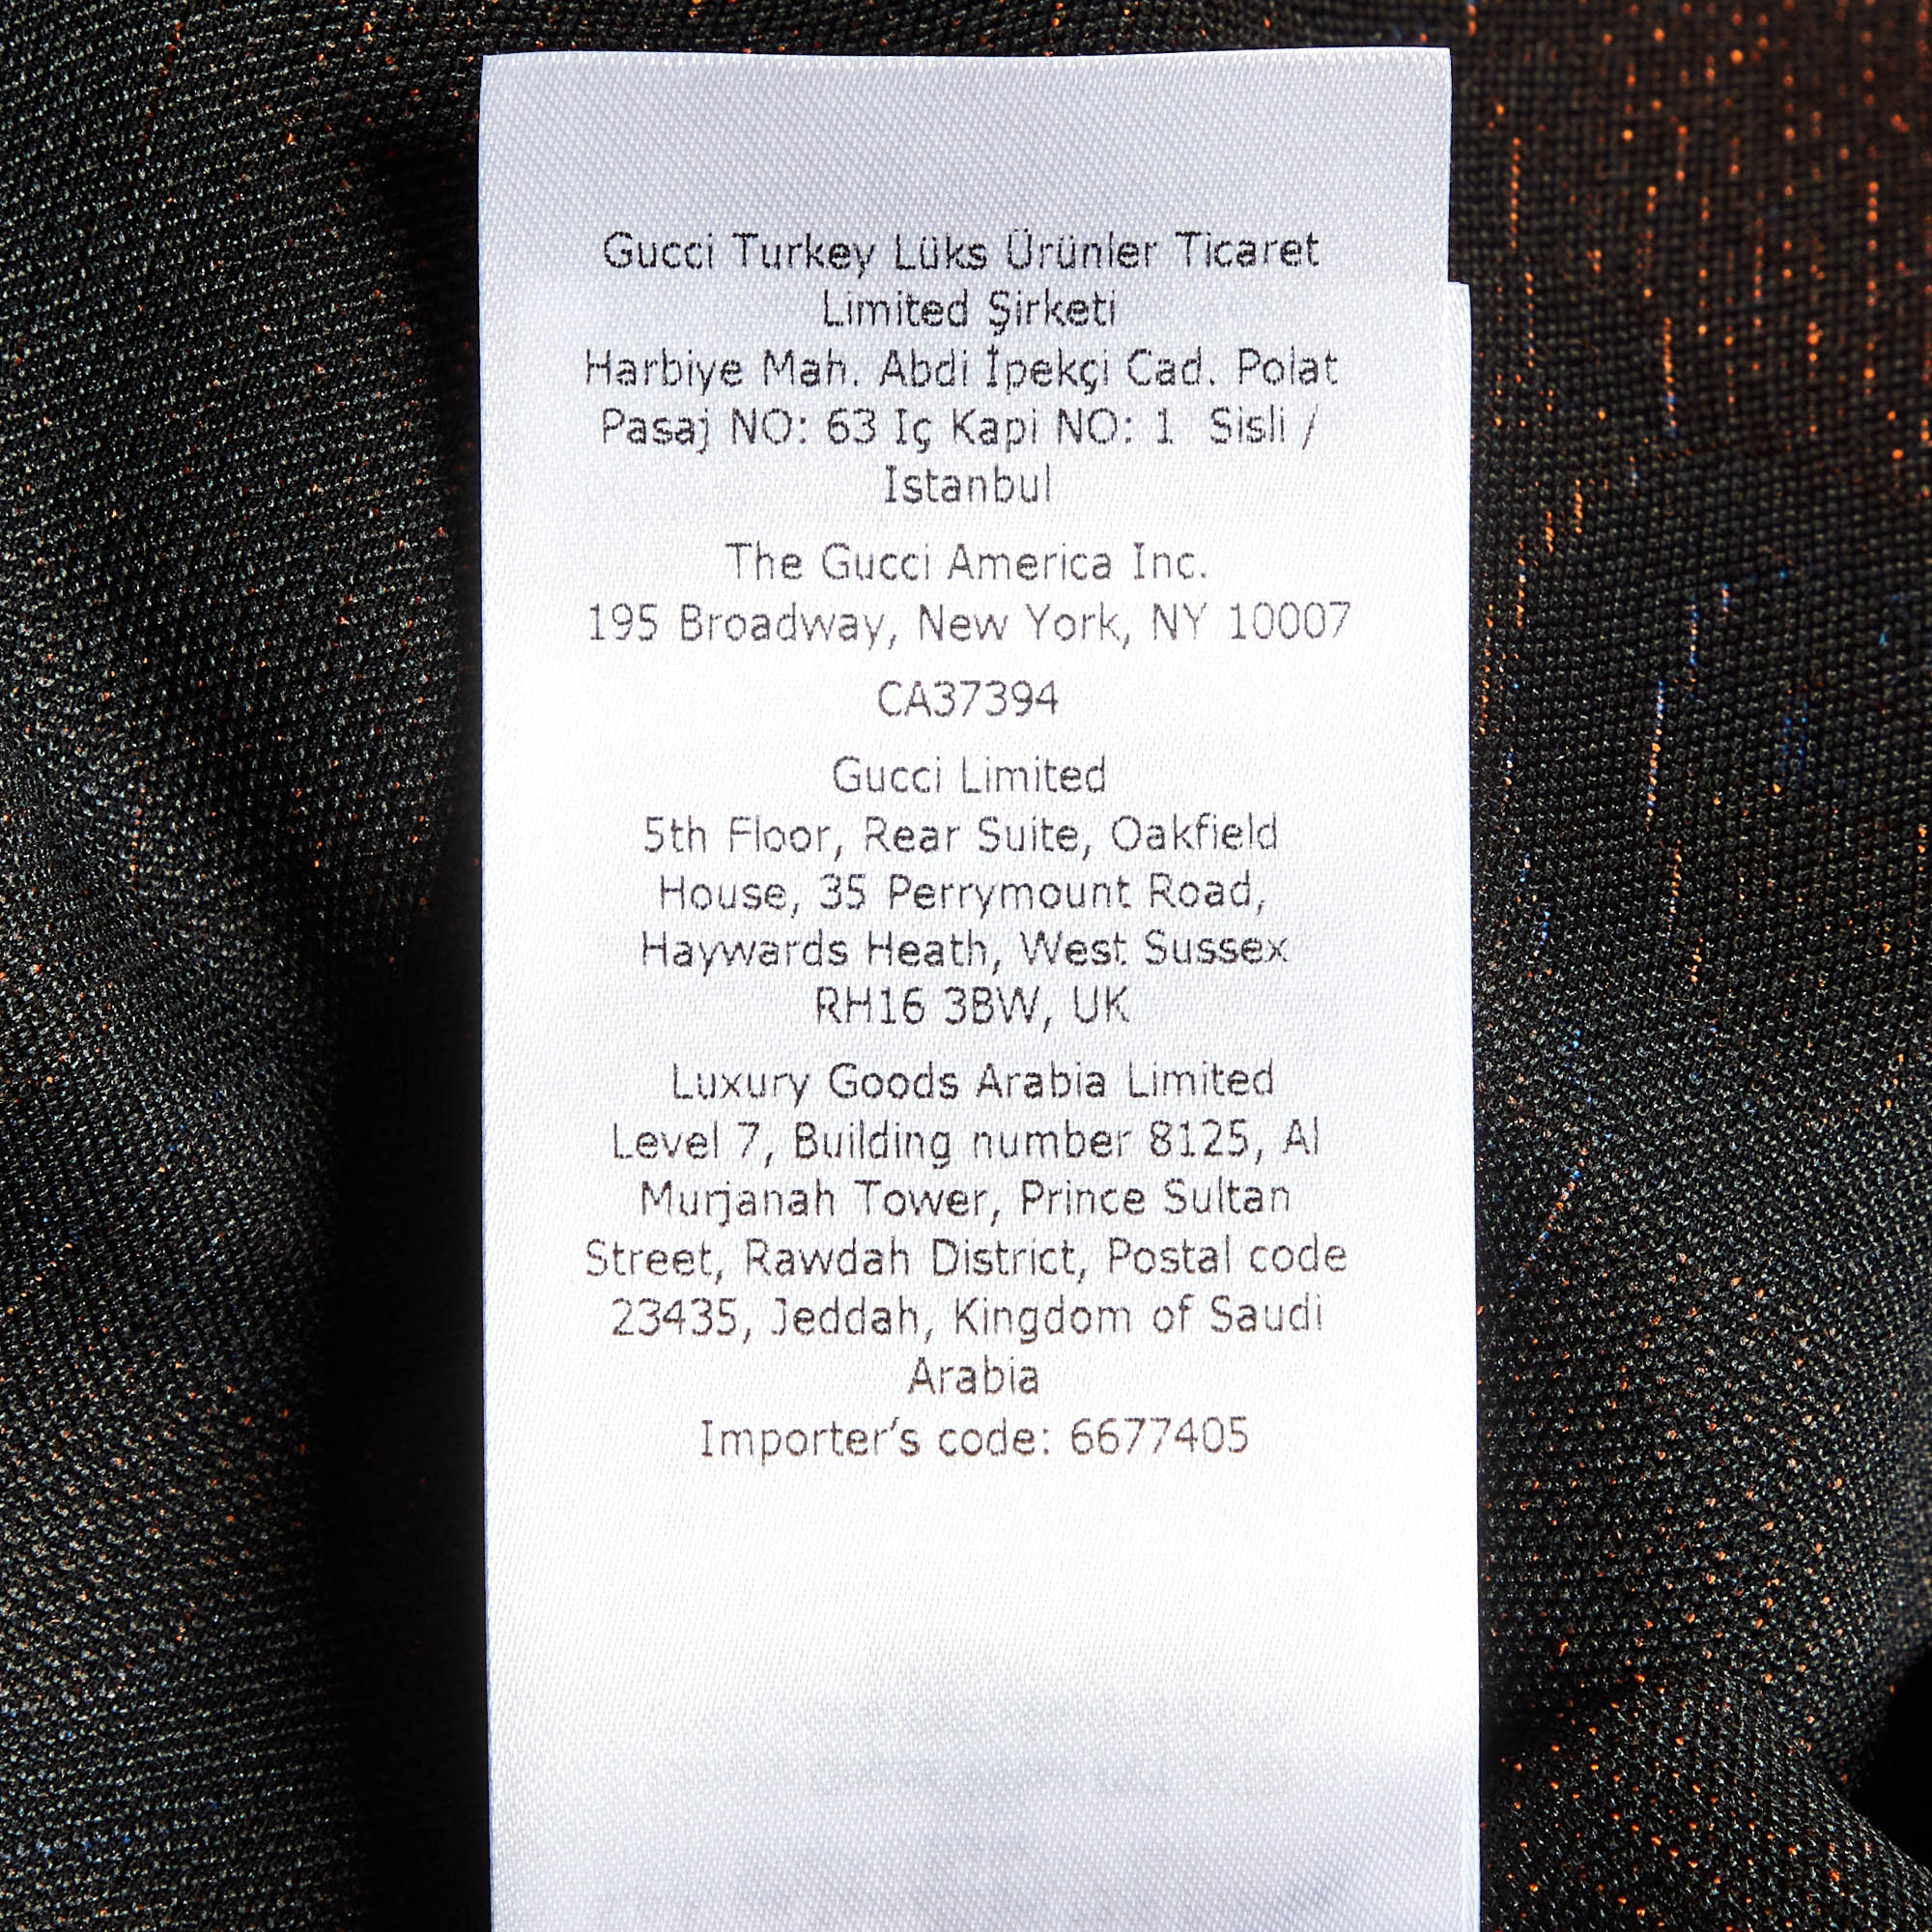 Gucci Turkey Lüks Ürünler Ticaret
Limited Şirketi
Harbiye Mah. Abdi İpekçi Cad. Polat
Pasaj NO: 63 Iç Kapi NO: 1 Sisli /
Istanbul
The Gucci America Inc.
195 Broadway, New York, NY 10007
CA37394
Gucci Limited
5th Floor, Rear Suite, Oakfield
House, 35 Perrymount Road,
Haywards Heath, West Sussex
RH16 3BW, UK
Luxury Goods Arabia Limited
Level 7, Building number 8125, Al
Murjanah Tower, Prince Sultan
Street, Rawdah District, Postal code
23435, Jeddah, Kingdom of Saudi
Arabia
Importer's code: 6677405